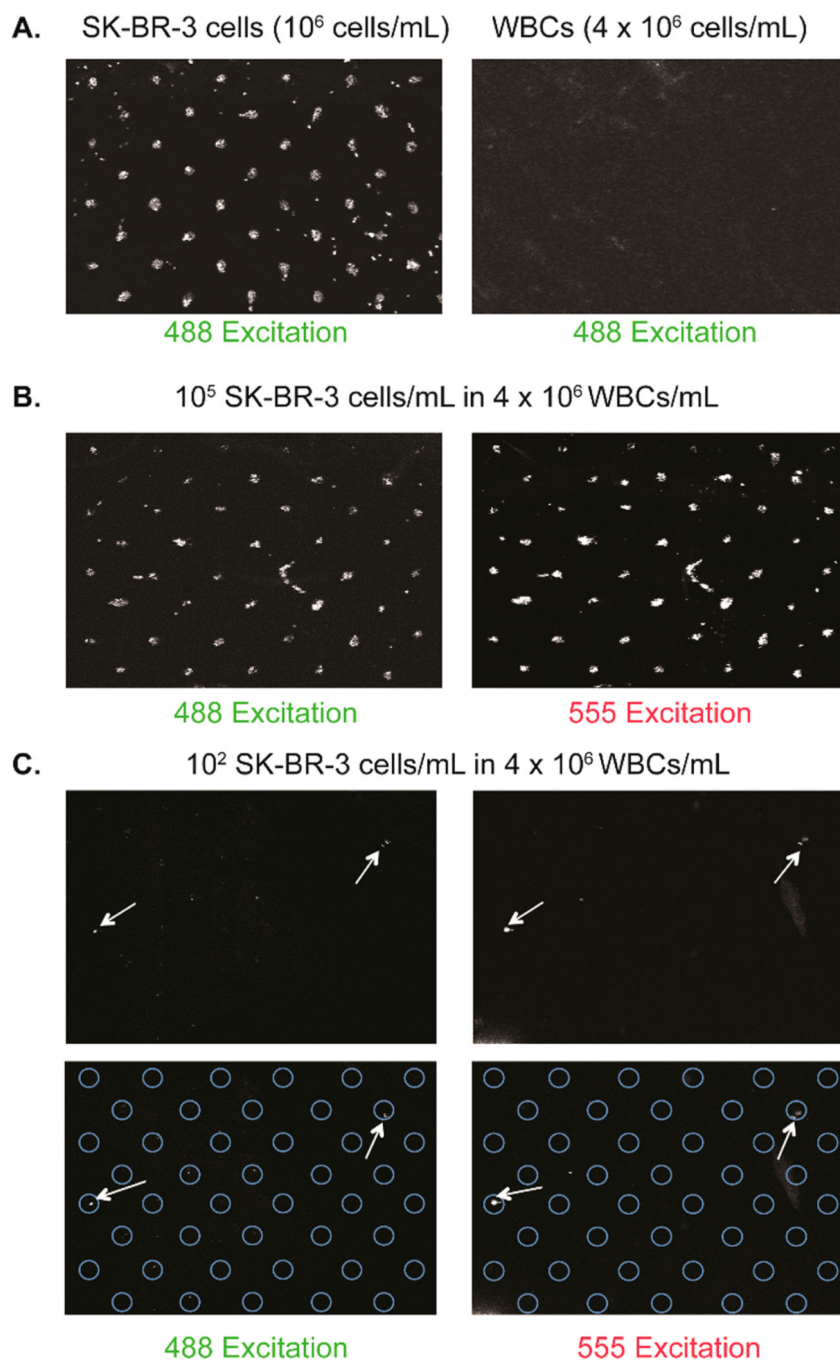 A. SK-BR-3 cells (10⁶ cells/mL) WBCs (4 x 10⁶ cells/mL)
488 Excitation 488 Excitation
B. 10⁵ SK-BR-3 cells/mL in 4 x 10⁶ WBCs/mL
488 Excitation 555 Excitation
C. 10² SK-BR-3 cells/mL in 4 x 10⁶ WBCs/mL
488 Excitation 555 Excitation